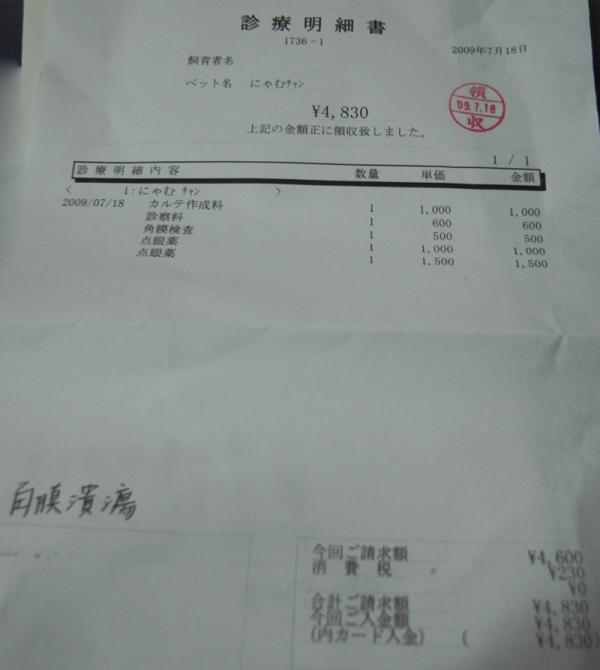 診療明細書
1736-1
2009年7月18日
飼育者名
ペット名 にゃむチャン
¥4,830
上記の金額正に領収致しました。
領
'09.7.18
収
1 / 1
診療明細内容 数量 単価 金額
< 1:にゃむ チャン >
2009/07/18 カルテ作成料 1 1,000 1,000
診察料 1 600 600
角膜検査 1 500 500
点眼薬 1 1,000 1,000
点眼薬 1 1,500 1,500
角膜潰瘍
今回ご請求額 ¥4,600
消費税 ¥230
¥0
合計ご請求額 ¥4,830
今回ご入金額 ¥4,830
(内カード入金) ( ¥4,830)